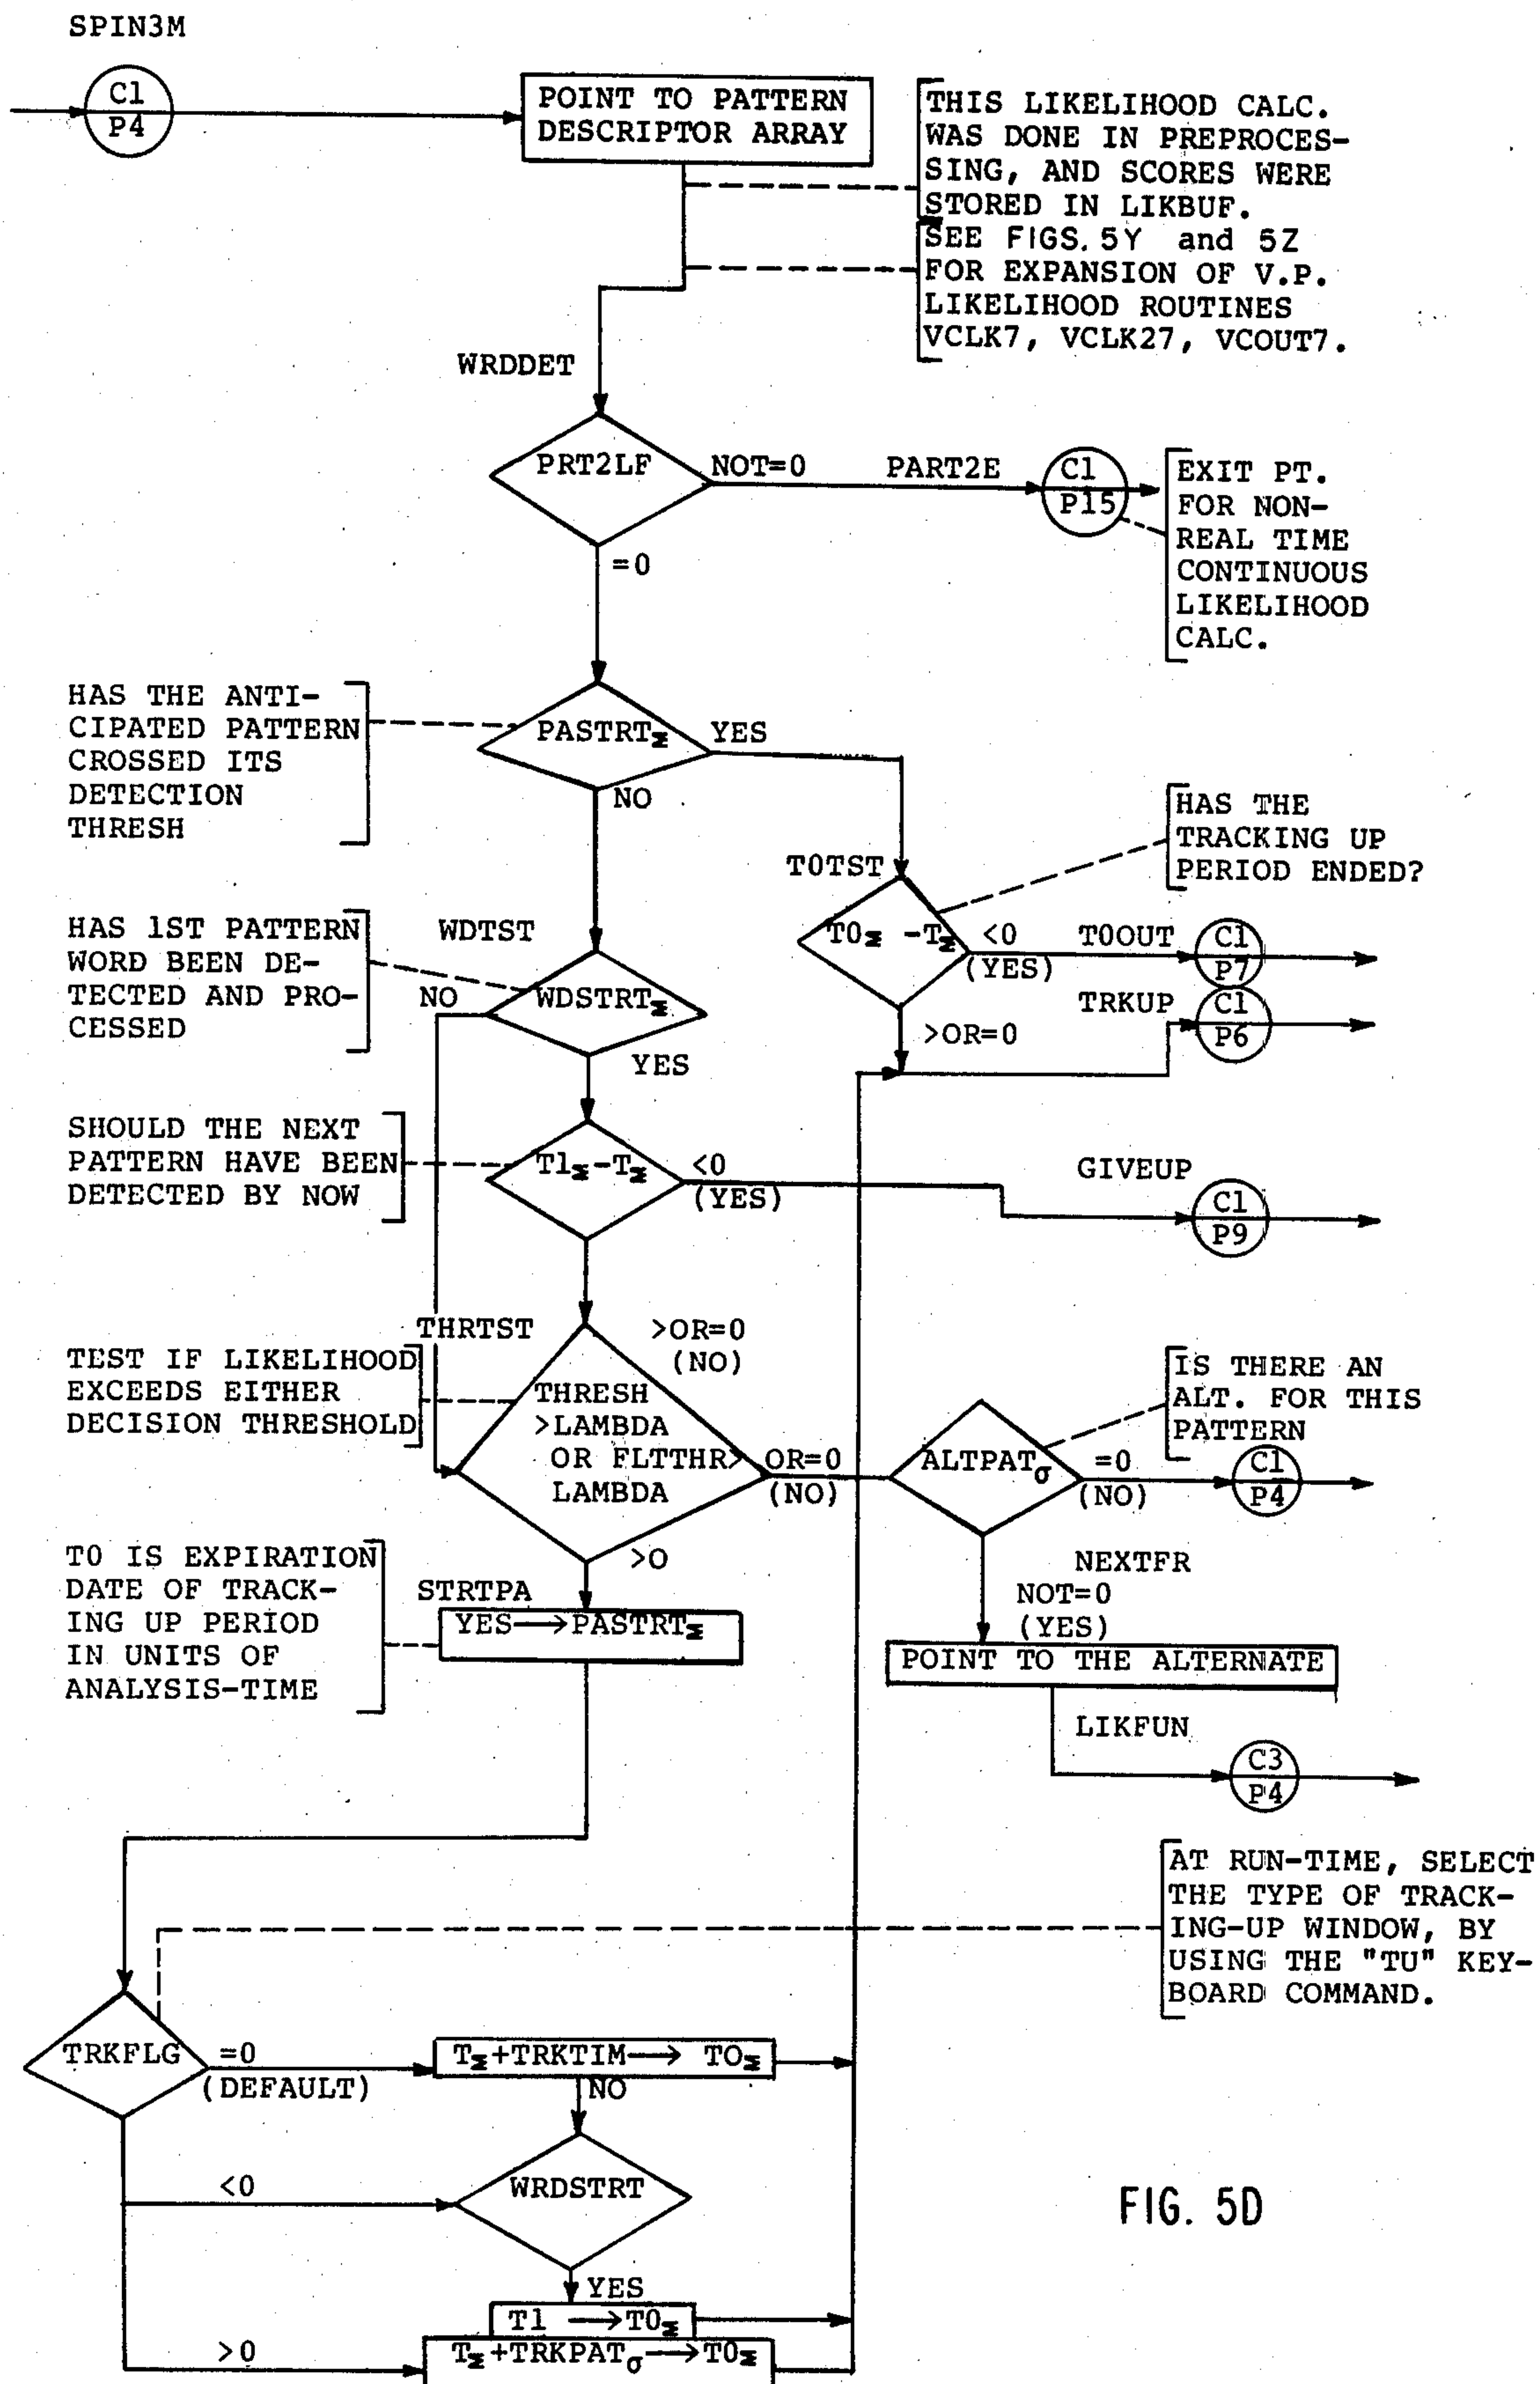 SPIN3M
C1
P4
POINT TO PATTERN
DESCRIPTOR ARRAY
THIS LIKELIHOOD CALC.
WAS DONE IN PREPROCES-
SING, AND SCORES WERE
STORED IN LIKBUF.
SEE FIGS. 5Y and 5Z
FOR EXPANSION OF V.P.
LIKELIHOOD ROUTINES
VCLK7, VCLK27, VCOUT7.
WRDDET
PRT2LF
NOT=0
PART2E
C1
P15
EXIT PT.
FOR NON-
REAL TIME
CONTINUOUS
LIKELIHOOD
CALC.
=0
HAS THE ANTI-
CIPATED PATTERN
CROSSED ITS
DETECTION
THRESH
PASTRTΣ
YES
NO
HAS THE
TRACKING UP
PERIOD ENDED?
T0TST
T0Σ -TΣ
<0
(YES)
T0OUT
C1
P7
>OR=0
TRKUP
C1
P6
HAS 1ST PATTERN
WORD BEEN DE-
TECTED AND PRO-
CESSED
WDTST
NO
WDSTRTΣ
YES
SHOULD THE NEXT
PATTERN HAVE BEEN
DETECTED BY NOW
T1Σ-TΣ
<0
(YES)
GIVEUP
C1
P9
THRTST
>OR=0
(NO)
TEST IF LIKELIHOOD
EXCEEDS EITHER
DECISION THRESHOLD
THRESH
>LAMBDA
OR FLTTHR>
LAMBDA
OR=0
(NO)
IS THERE AN
ALT. FOR THIS
PATTERN
ALTPATσ
=0
(NO)
C1
P4
>O
T0 IS EXPIRATION
DATE OF TRACK-
ING UP PERIOD
IN UNITS OF
ANALYSIS-TIME
STRTPA
YES→PASTRTΣ
NEXTFR
NOT=0
(YES)
POINT TO THE ALTERNATE
LIKFUN
C3
P4
AT RUN-TIME, SELECT
THE TYPE OF TRACK-
ING-UP WINDOW, BY
USING THE "TU" KEY-
BOARD COMMAND.
TRKFLG
=0
(DEFAULT)
TΣ+TRKTIM→ TOΣ
NO
<0
WRDSTRT
YES
T1 →T0Σ
>0
TΣ+TRKPATσ→T0Σ
FIG. 5D